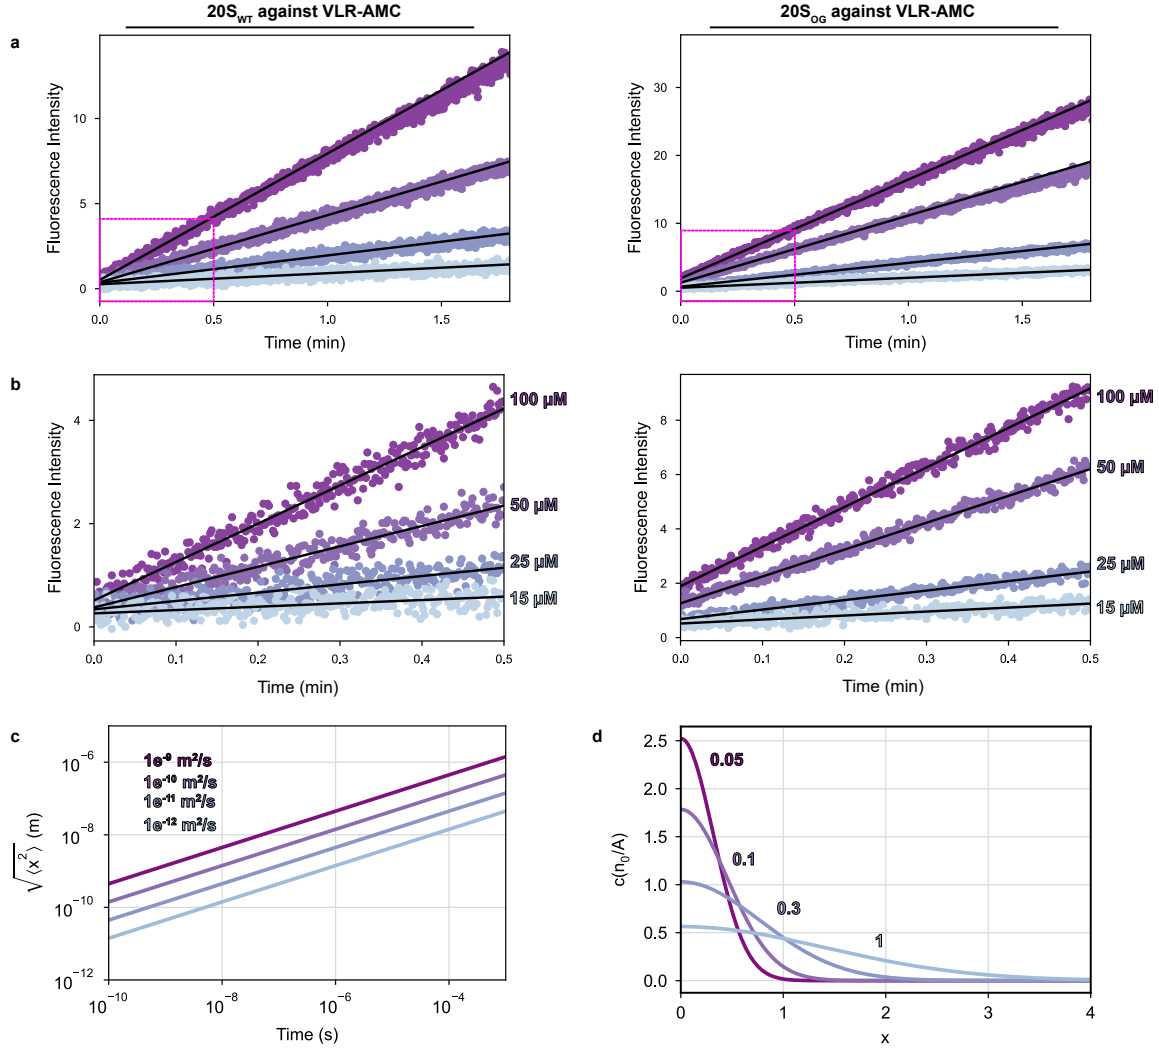 20S_WT against VLR-AMC
20S_OG against VLR-AMC
a
Fluorescence Intensity
10
5
0
0.0 0.5 1.0 1.5
Time (min)
Fluorescence Intensity
30
20
10
0
0.0 0.5 1.0 1.5
Time (min)
b
Fluorescence Intensity
4
2
0
0.0 0.1 0.2 0.3 0.4 0.5
Time (min)
100 µM
50 µM
25 µM
15 µM
Fluorescence Intensity
8
6
4
2
0
0.0 0.1 0.2 0.3 0.4 0.5
Time (min)
100 µM
50 µM
25 µM
15 µM
c
√⟨x²⟩ (m)
10⁻⁶
10⁻⁸
10⁻¹⁰
10⁻¹²
1e⁻⁹ m²/s
1e⁻¹⁰ m²/s
1e⁻¹¹ m²/s
1e⁻¹² m²/s
10⁻¹⁰ 10⁻⁸ 10⁻⁶ 10⁻⁴
Time (s)
d
c(n₀/A)
2.5
2.0
1.5
1.0
0.5
0.0
0.05
0.1
0.3
1
0 1 2 3 4
x